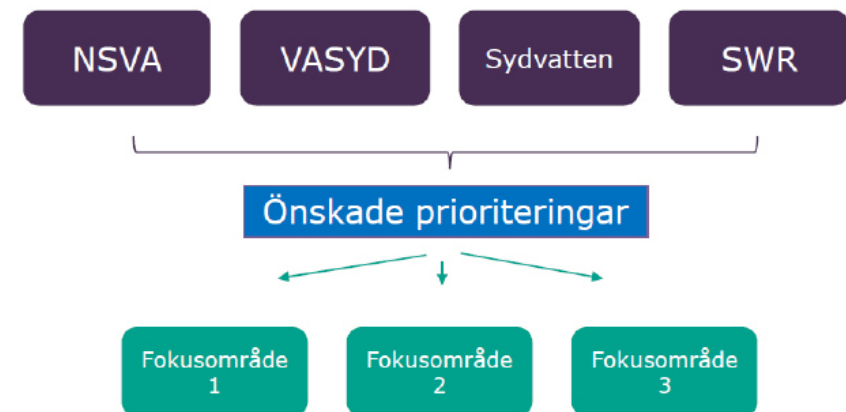 NSVA
VASYD
Sydvatten
SWR
Önskade prioriteringar
Fokusområde
1
Fokusområde
2
Fokusområde
3